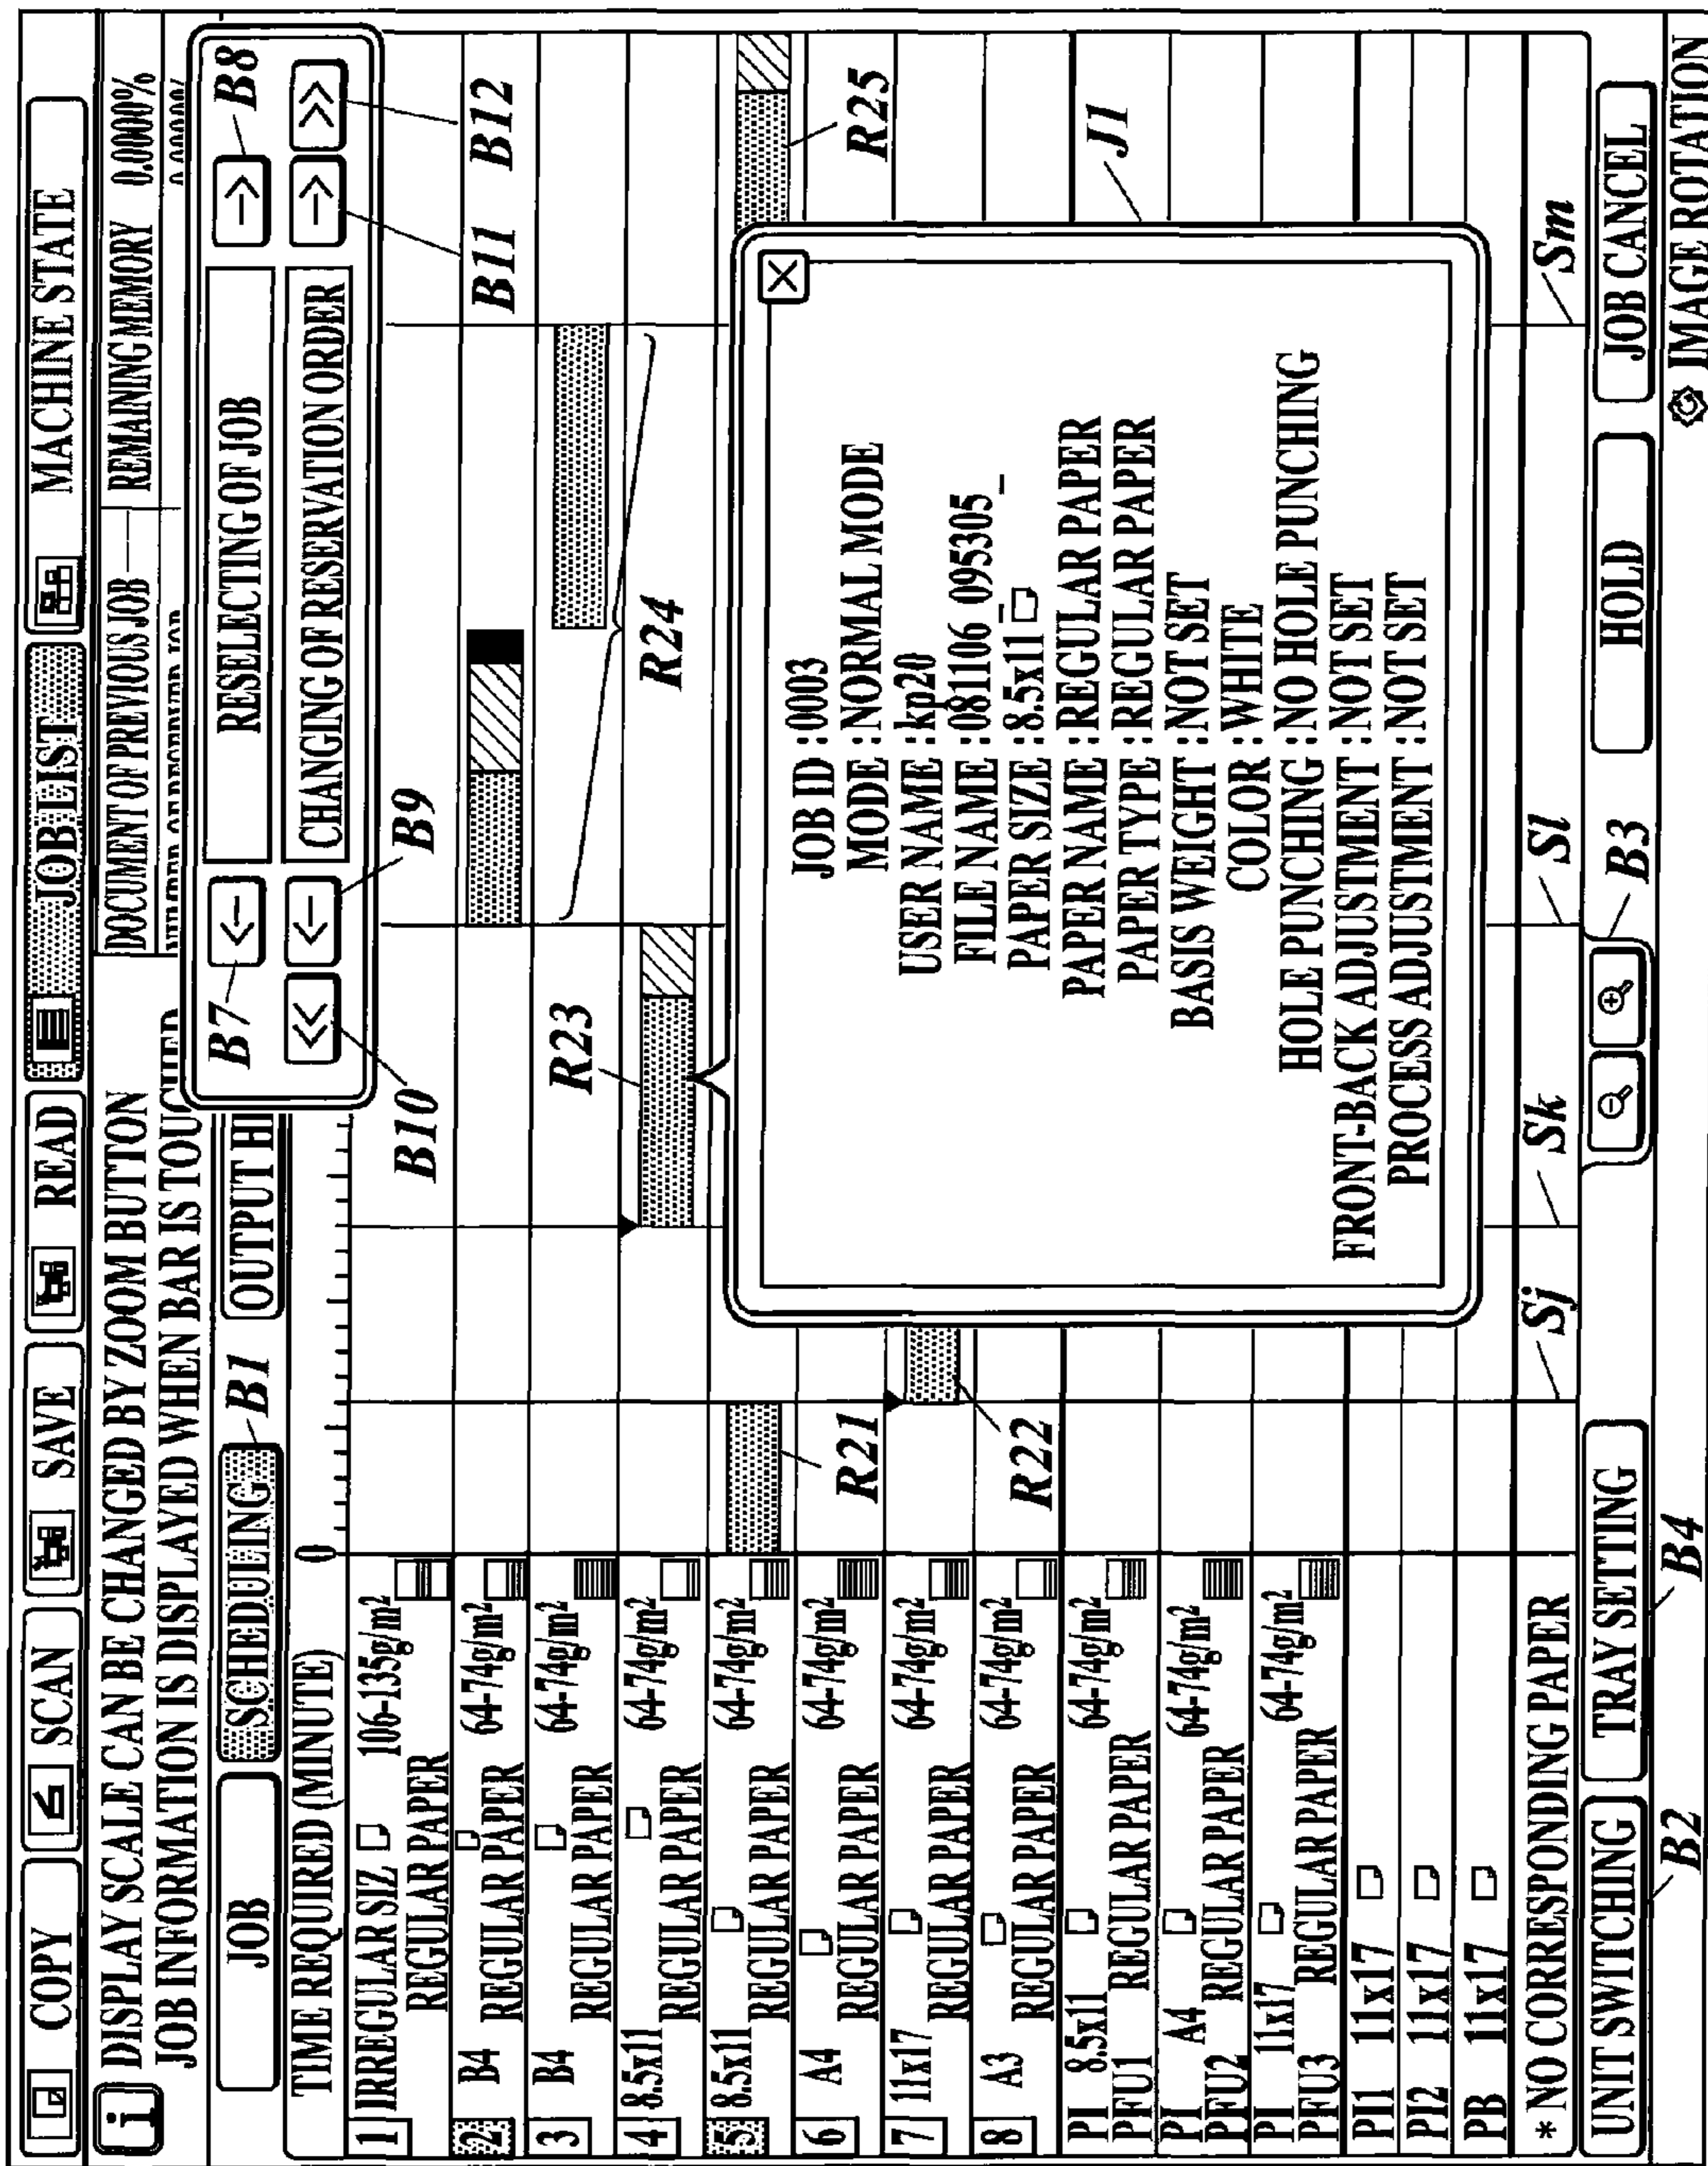 COPY SCAN SAVE READ JOB LIST MACHINE STATE
i DISPLAY SCALE CAN BE CHANGED BY ZOOM BUTTON
JOB INFORMATION IS DISPLAYED WHEN BAR IS TOUCHED
DOCUMENT OF PREVIOUS JOB REMAINING MEMORY 0.0000%
0.0000%
JOB SCHEDULING B1 OUTPUT HI
B7 RESELECTING OF JOB B8
CHANGING OF RESERVATION ORDER
B10 B9 B11 B12
TIME REQUIRED (MINUTE) 0
1 IRREGULAR SIZ 106-135g/m²
REGULAR PAPER
2 B4 64-74g/m²
REGULAR PAPER
3 B4 64-74g/m²
REGULAR PAPER
4 8.5x11 64-74g/m²
REGULAR PAPER
5 8.5x11 64-74g/m²
REGULAR PAPER
6 A4 64-74g/m²
REGULAR PAPER
7 11x17 64-74g/m²
REGULAR PAPER
8 A3 64-74g/m²
REGULAR PAPER
PI 8.5x11 64-74g/m²
PFU1 REGULAR PAPER
PI A4 64-74g/m²
PFU2 REGULAR PAPER
PI 11x17 64-74g/m²
PFU3 REGULAR PAPER
PI1 11x17
PI2 11x17
PB 11x17
* NO CORRESPONDING PAPER
R23
R24
R21
R22
R25
J1
JOB ID :0003
MODE :NORMAL MODE
USER NAME :kp20
FILE NAME :081106_095305_
PAPER SIZE :8.5x11
PAPER NAME :REGULAR PAPER
PAPER TYPE :REGULAR PAPER
BASIS WEIGHT :NOT SET
COLOR :WHITE
HOLE PUNCHING :NO HOLE PUNCHING
FRONT-BACK ADJUSTMENT :NOT SET
PROCESS ADJUSTMENT :NOT SET
Sj Sk Sl Sm
UNIT SWITCHING TRAY SETTING B3 HOLD JOB CANCEL
B2 B4
IMAGE ROTATION